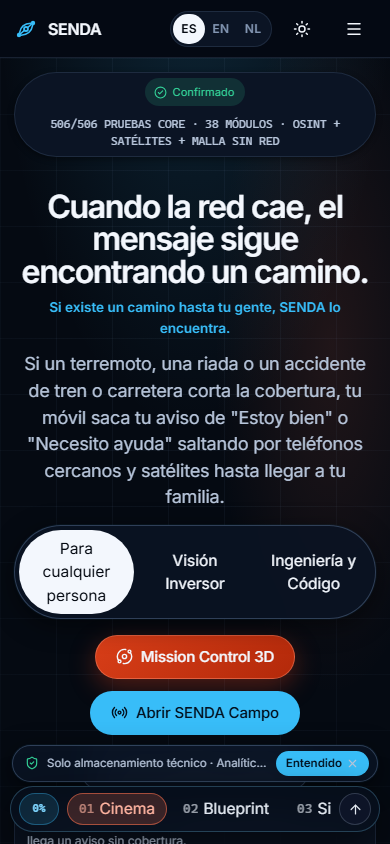 SENDA
ES EN NL
Confirmado
506/506 PRUEBAS CORE · 38 MÓDULOS · OSINT +
SATÉLITES + MALLA SIN RED
Cuando la red cae, el
mensaje sigue
encontrando un camino.
Si existe un camino hasta tu gente, SENDA lo
encuentra.
Si un terremoto, una riada o un accidente
de tren o carretera corta la cobertura, tu
móvil saca tu aviso de "Estoy bien" o
"Necesito ayuda" saltando por teléfonos
cercanos y satélites hasta llegar a tu
familia.
Para
cualquier
persona
Visión
Inversor
Ingeniería y
Código
Mission Control 3D
Abrir SENDA Campo
Solo almacenamiento técnico · Analític...
Entendido
0% 01 Cinema 02 Blueprint 03 Si
llega un aviso sin cobertura.